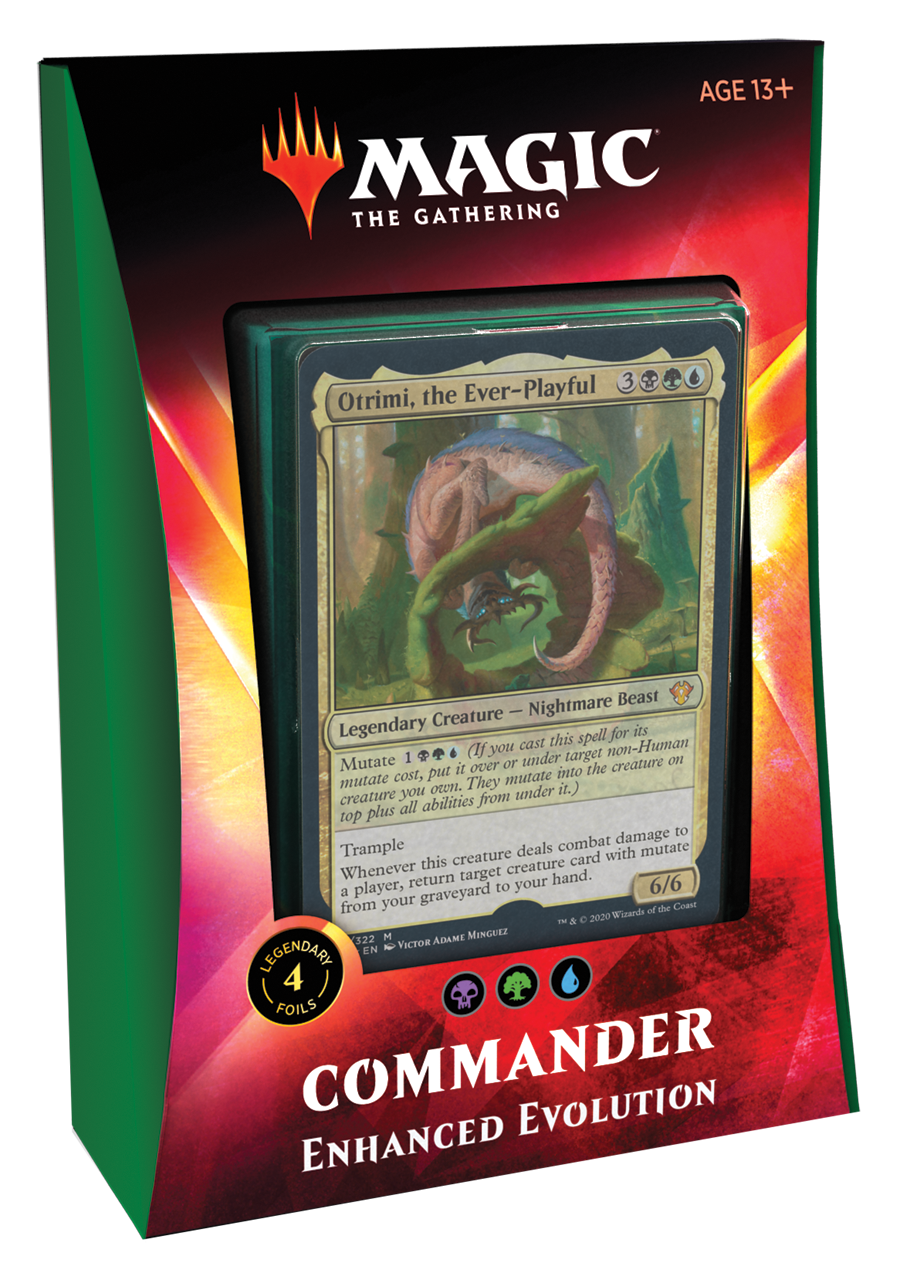 AGE 13+
MAGIC
THE GATHERING
Otrimi, the Ever-Playful 3
Legendary Creature — Nightmare Beast
Mutate 1 (If you cast this spell for its
mutate cost, put it over or under target non-Human
creature you own. They mutate into the creature on
top plus all abilities from under it.)
Trample
Whenever this creature deals combat damage to
a player, return target creature card with mutate
from your graveyard to your hand.
6/6
/322 M
EN VICTOR ADAME MINGUEZ
™ & © 2020 Wizards of the Coast
LEGENDARY
4
FOILS
COMMANDER
ENHANCED EVOLUTION